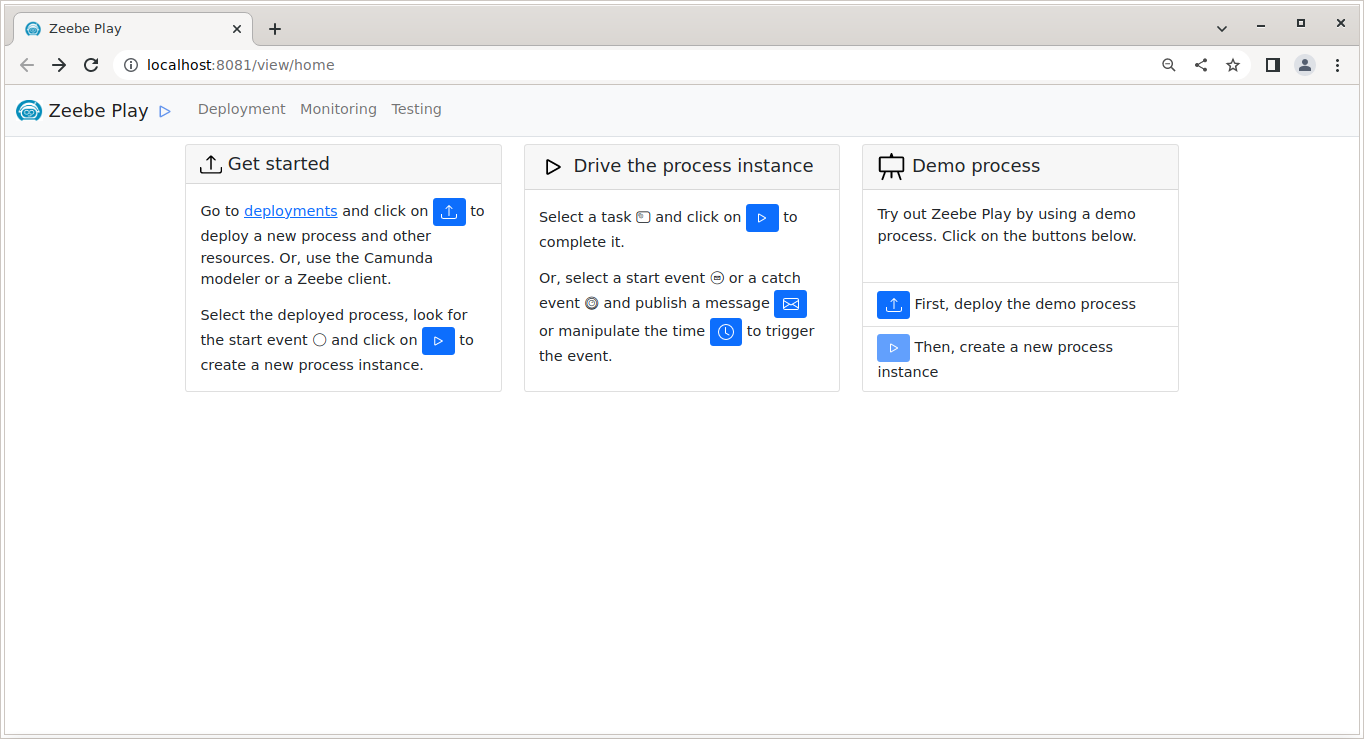 Zeebe Play
localhost:8081/view/home
Zeebe Play Deployment Monitoring Testing
Get started
Go to deployments and click on to
deploy a new process and other
resources. Or, use the Camunda
modeler or a Zeebe client.
Select the deployed process, look for
the start event and click on to
create a new process instance.
Drive the process instance
Select a task and click on to
complete it.
Or, select a start event or a catch
event and publish a message
or manipulate the time to trigger
the event.
Demo process
Try out Zeebe Play by using a demo
process. Click on the buttons below.
First, deploy the demo process
Then, create a new process
instance